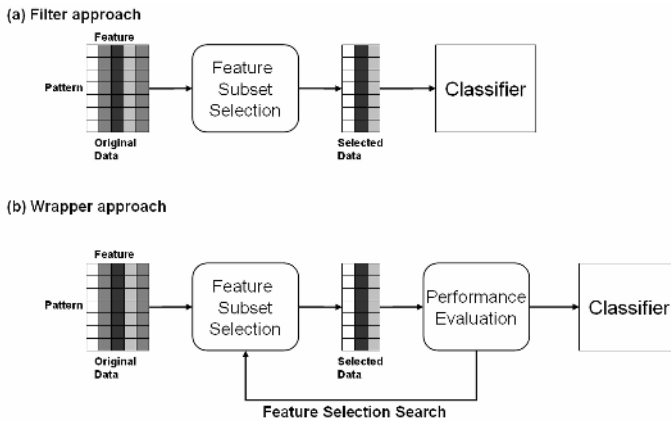 (a) Filter approach
Feature
Pattern
Original
Data
Feature
Subset
Selection
Selected
Data
Classifier
(b) Wrapper approach
Feature
Pattern
Original
Data
Feature
Subset
Selection
Selected
Data
Performance
Evaluation
Classifier
Feature Selection Search